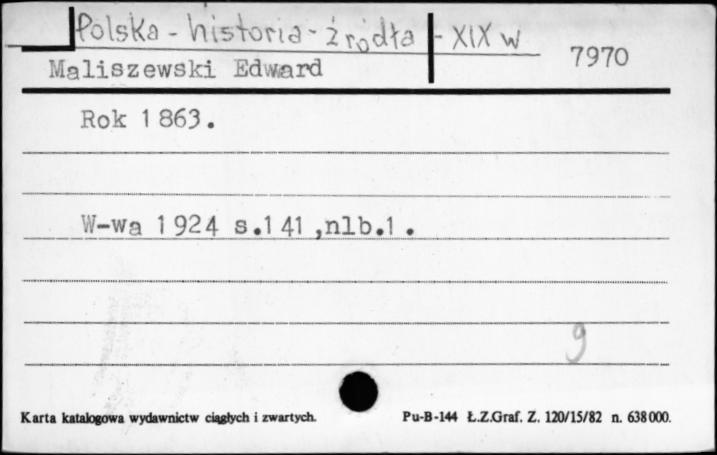 Polska - historia - źródła - XIX w
7970
Maliszewski Edward
Rok 1863.
W-wa 1924 s.141 ,nlb.1 .
9
Karta katalogowa wydawnictw ciągłych i zwartych.
Pu-B-144 Ł.Z.Graf. Z. 120/15/82 n. 638000.